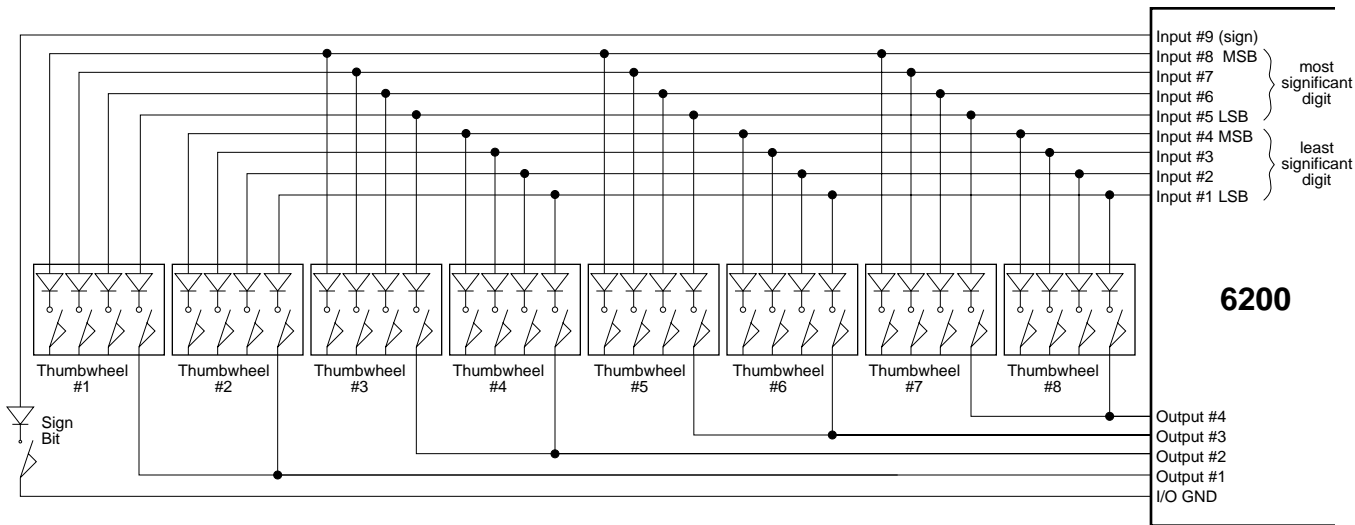 Input #9 (sign)
Input #8 MSB
Input #7
Input #6
Input #5 LSB
most
significant
digit
Input #4 MSB
Input #3
Input #2
Input #1 LSB
least
significant
digit
6200
Thumbwheel
#1
Thumbwheel
#2
Thumbwheel
#3
Thumbwheel
#4
Thumbwheel
#5
Thumbwheel
#6
Thumbwheel
#7
Thumbwheel
#8
Sign
Bit
Output #4
Output #3
Output #2
Output #1
I/O GND